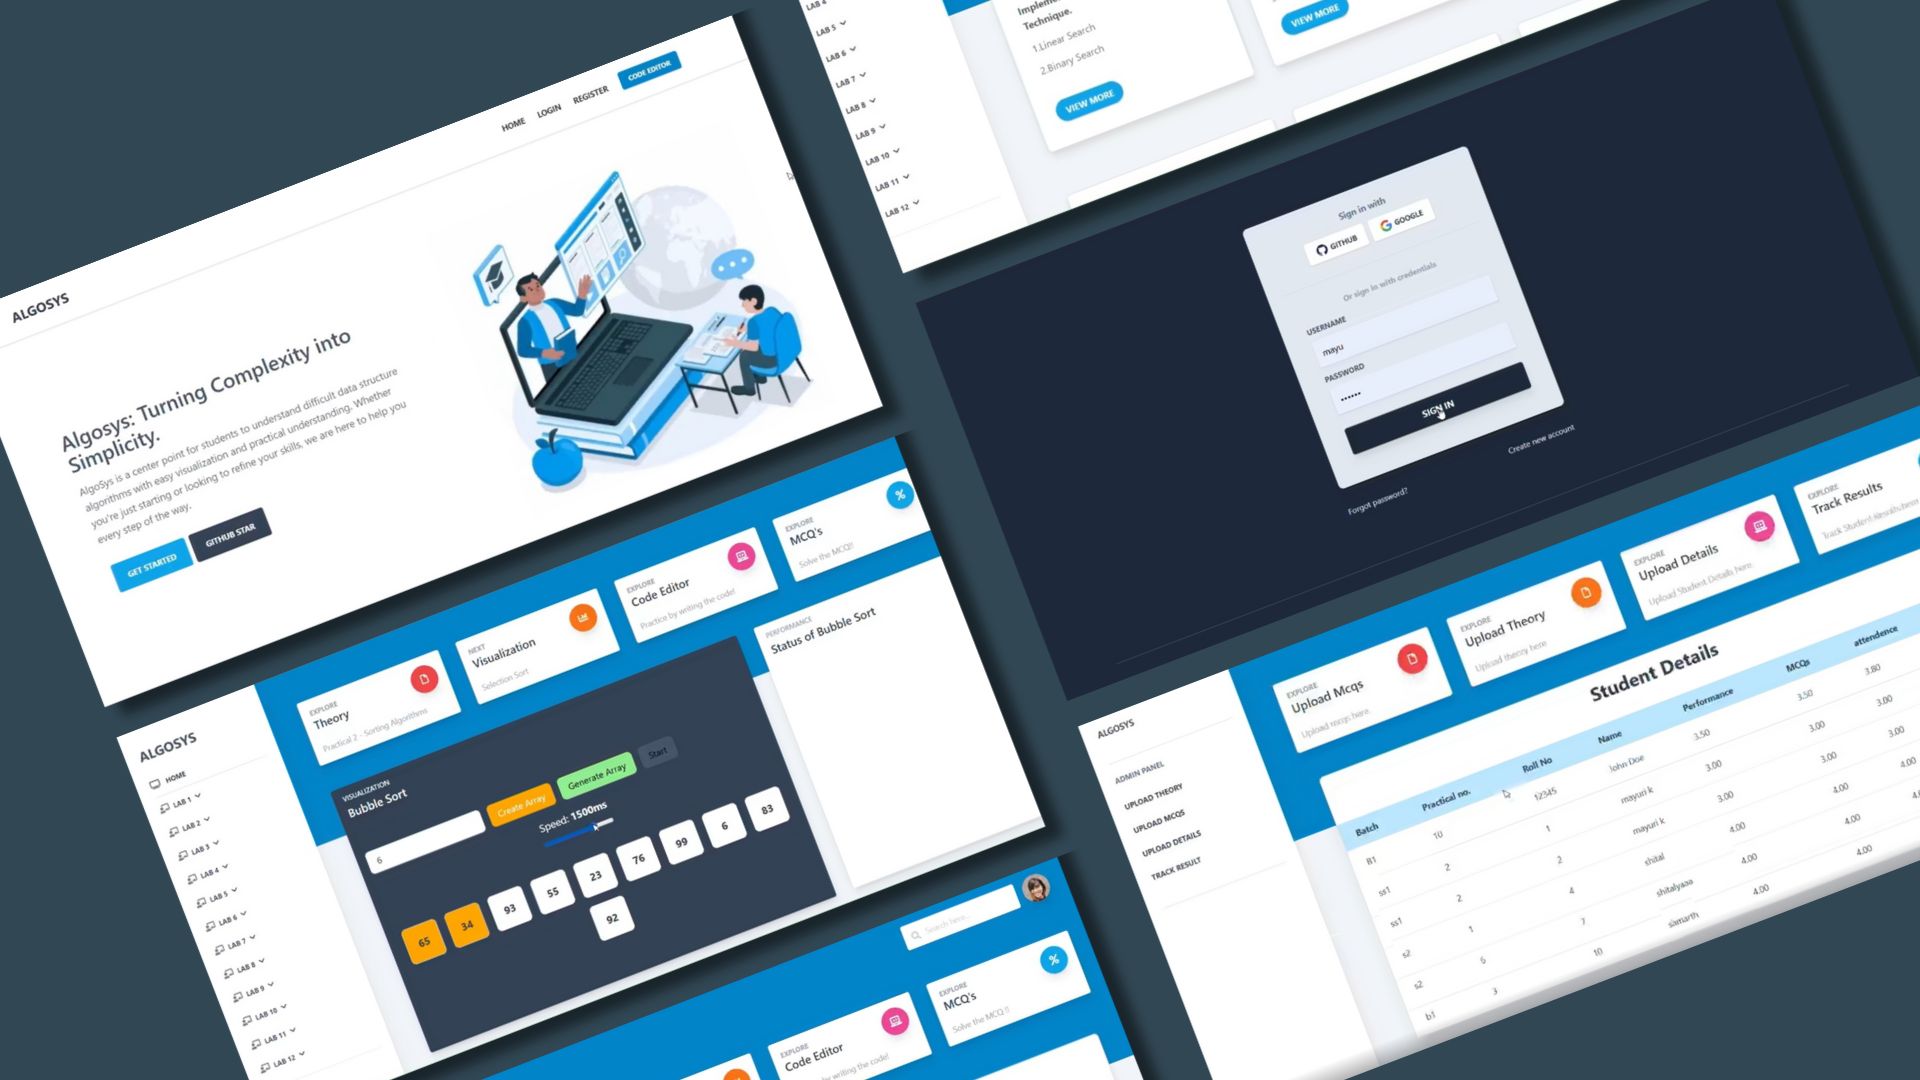 HOME
LOGIN
REGISTER
CODE EDITOR
ALGOSYS
Algosys: Turning Complexity into
Simplicity.
AlgoSys is a center point for students to understand difficult data structure
algorithms with easy visualization and practical understanding. Whether
you're just starting or looking to refine your skills, we are here to help you
every step of the way.
GET STARTED
GITHUB STAR
LAB 5
LAB 6
LAB 7
LAB 8
LAB 9
LAB 10
LAB 11
LAB 12
Technique.
1.Linear Search
2.Binary Search
VIEW MORE
VIEW MORE
Sign in with
GITHUB
GOOGLE
Or sign in with credentials
USERNAME
mayu
PASSWORD
••••••
SIGN IN
Forgot password?
Create new account
ALGOSYS
HOME
LAB 1
LAB 2
LAB 3
LAB 4
LAB 5
LAB 6
LAB 7
LAB 8
LAB 9
LAB 10
LAB 11
LAB 12
EXPLORE
Theory
Practical 2 - Sorting Algorithms
NEXT
Visualization
Selection Sort
EXPLORE
Code Editor
Practice by writing the code!
EXPLORE
MCQ's
Solve the MCQ!!
VISUALIZATION
Bubble Sort
6
Create Array
Generate Array
Start
Speed: 1500ms
65 34 93 55 23 76 99 6 83
92
PERFORMANCE
Status of Bubble Sort
Search here...
EXPLORE
Code Editor
by writing the code!
EXPLORE
MCQ's
Solve the MCQ !!
ALGOSYS
ADMIN PANEL
UPLOAD THEORY
UPLOAD MCQS
UPLOAD DETAILS
TRACK RESULT
EXPLORE
Upload Mcqs
Upload mcqs here
EXPLORE
Upload Theory
Upload theory here
EXPLORE
Upload Details
Upload Student Details here.
EXPLORE
Track Results
Track Student
Student Details
Batch Practical no. Roll No Name Performance MCQs attendence
B1 10 12345 John Doe 3.50 3.50 3.80
ss1 2 1 mayuri k 3.00 3.00 3.00
ss1 2 2 mayuri k 3.00 3.00 3.00
s2 1 4 shital 4.00 4.00 4.00
s2 6 7 shitalyaaa 4.00 4.00
b1 3 10 samarth 4.00 4.00